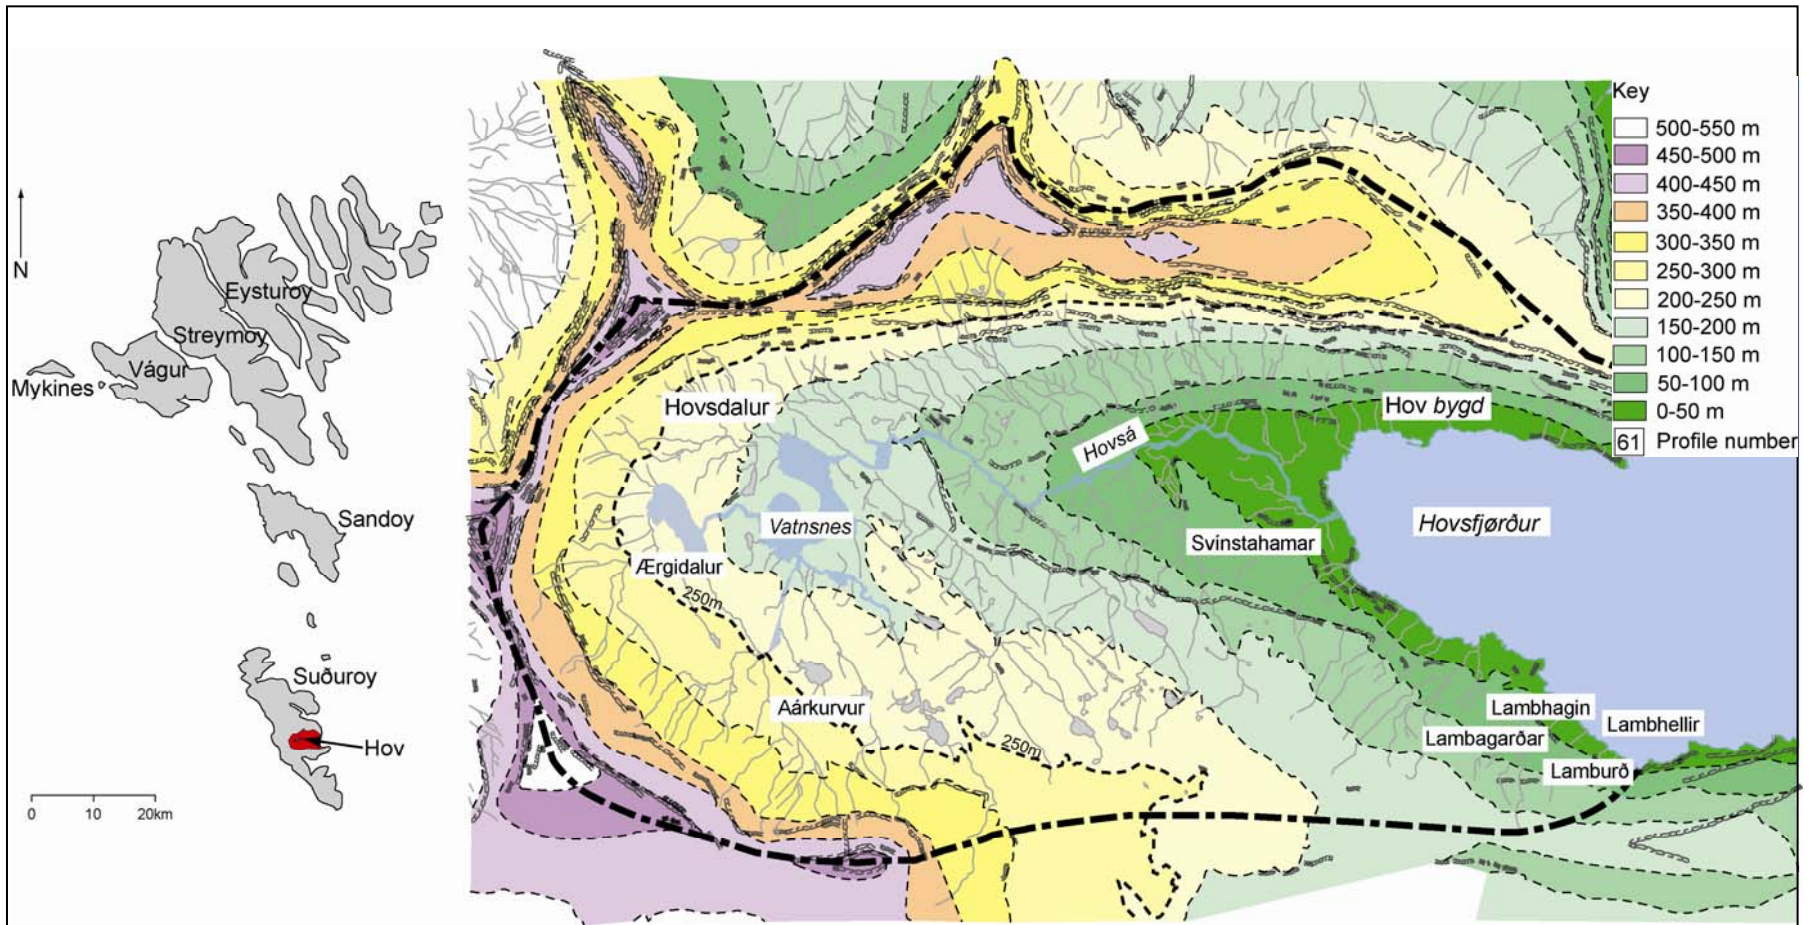 N
Eysturoy
Streymoy
Vágur
Mykines
Sandoy
Suðuroy
Hov
0 10 20km
Hovsdalur
Hovsá
Hov bygd
Vatnsnes
Hovsfjørður
Svínstahamar
Ærgidalur
250m
Aárkurvur
250m
Lambhagin
Lambhellir
Lambagarðar
Lamburð
Key
500-550 m
450-500 m
400-450 m
350-400 m
300-350 m
250-300 m
200-250 m
150-200 m
100-150 m
50-100 m
0-50 m
61 Profile number